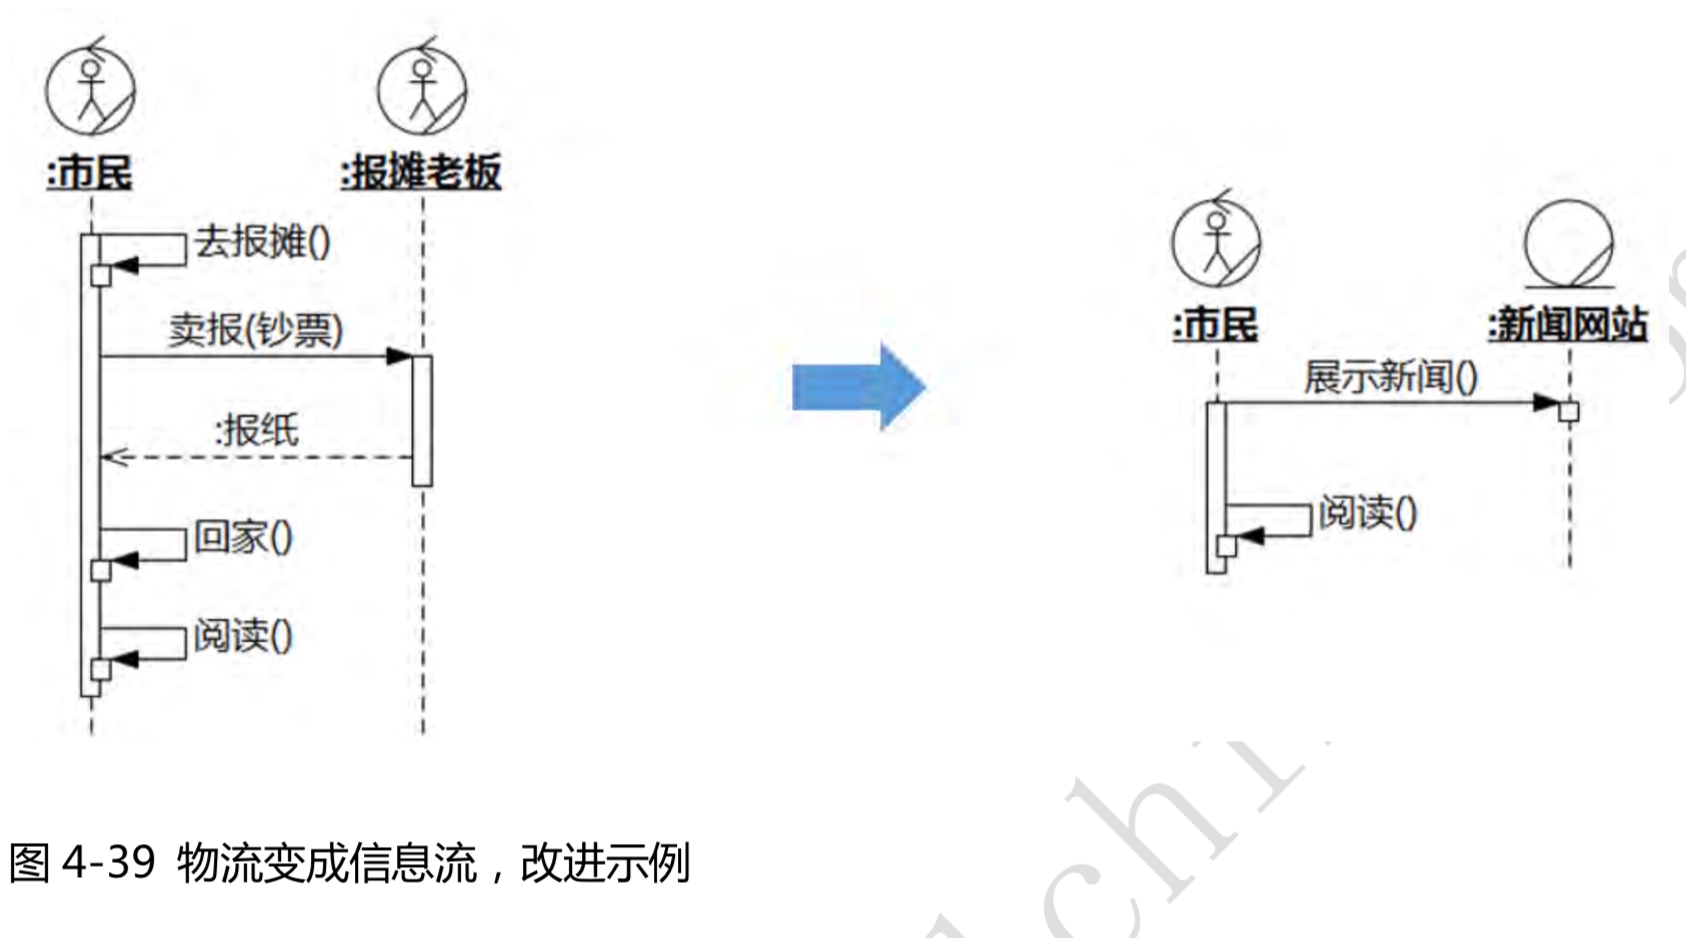 :市民
:报摊老板
去报摊()
卖报(钞票)
:报纸
回家()
阅读()
:市民
:新闻网站
展示新闻()
阅读()
图 4-39 物流变成信息流，改进示例